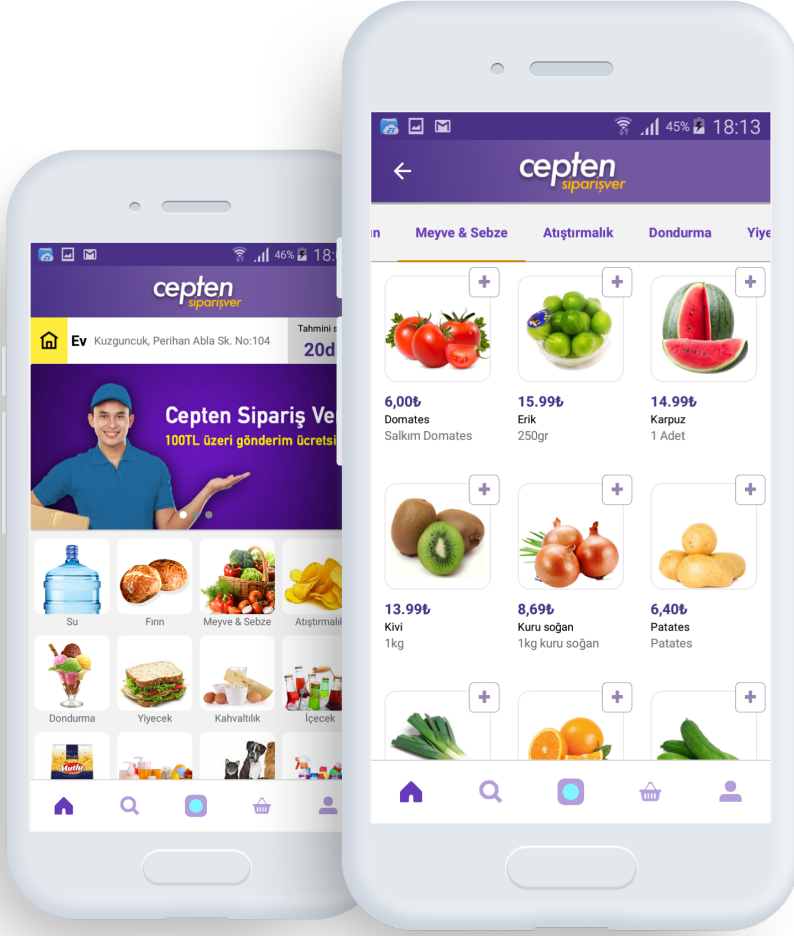 46% 18:
cepten
siparişver
Ev Kuzguncuk, Perihan Abla Sk. No:104
Tahmini s
20d
Cepten Sipariş Ve
100TL üzeri gönderim ücretsi
Su Fırın Meyve & Sebze Atıştırmalık
Dondurma Yiyecek Kahvaltılık İçecek
Mutlu
45% 18:13
cepten
siparişver
n Meyve & Sebze Atıştırmalık Dondurma Yiye
6,00₺ 15.99₺ 14.99₺
Domates Erik Karpuz
Salkım Domates 250gr 1 Adet
13.99₺ 8,69₺ 6,40₺
Kivi Kuru soğan Patates
1kg 1kg kuru soğan Patates